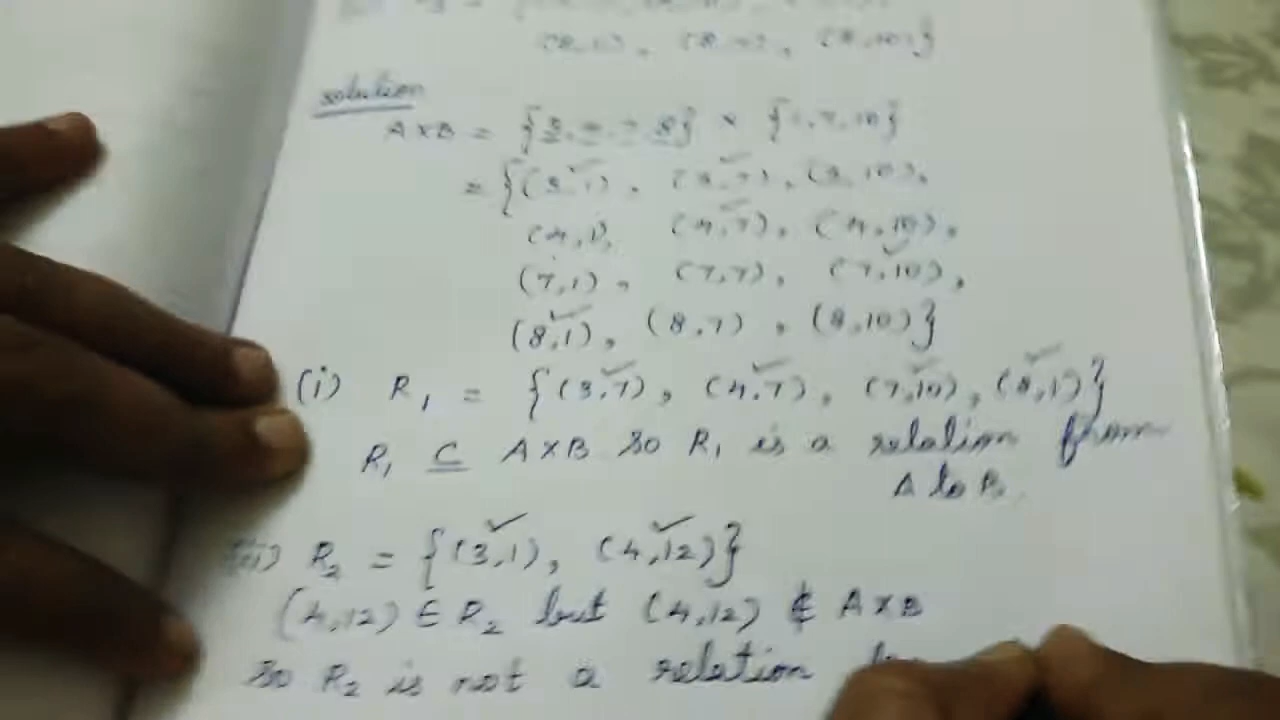 solution
A × B = {3, 4, 7, 8} × {1, 7, 10}
= {(3,1), (3,7), (3,10),
(4,1), (4,7), (4,10),
(7,1), (7,7), (7,10),
(8,1), (8,7), (8,10)}
(i) R₁ = {(3,7), (4,7), (7,10), (8,1)}
R₁ ⊆ A×B so R₁ is a relation from
A to B.
R₂ = {(3,1), (4,12)}
(4,12) ∈ R₂ but (4,12) ∉ A×B
so R₂ is not a relation